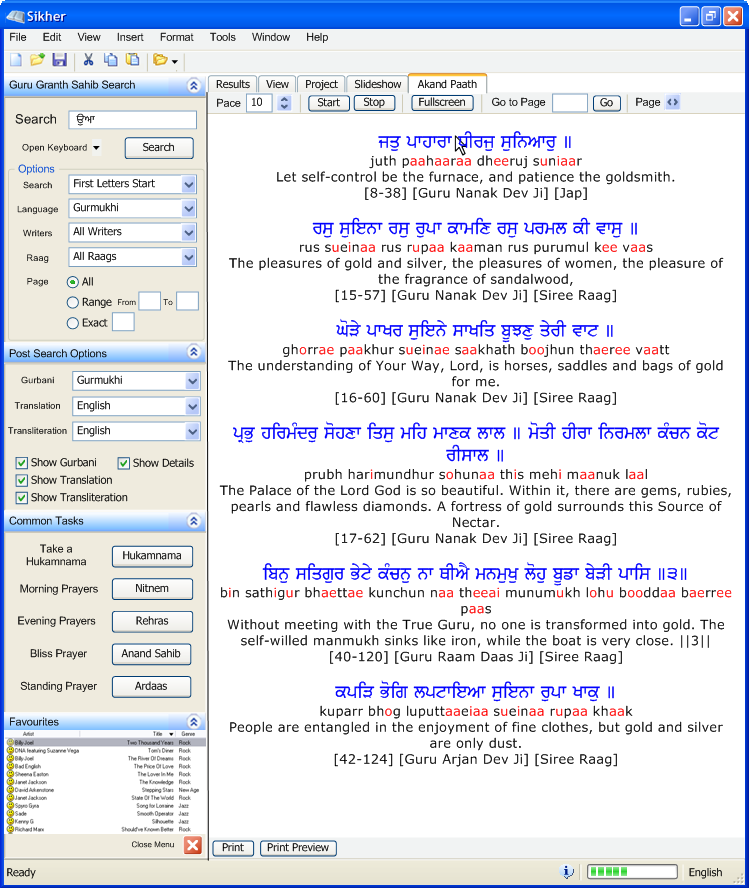 Sikher
File Edit View Insert Format Tools Window Help
Guru Granth Sahib Search
Results View Project Slideshow Akand Paath
Pace 10 Start Stop Fullscreen Go to Page Go Page
Search ੳਆ
Open Keyboard Search
Options
Search First Letters Start
Language Gurmukhi
Writers All Writers
Raag All Raags
Page All
Range From To
Exact
Post Search Options
Gurbani Gurmukhi
Translation English
Transliteration English
Show Gurbani Show Details
Show Translation
Show Transliteration
Common Tasks
Take a Hukamnama Hukamnama
Morning Prayers Nitnem
Evening Prayers Rehras
Bliss Prayer Anand Sahib
Standing Prayer Ardaas
Favourites
Artist Title Genre
Billy Joel Two Thousand Years Rock
DNA featuring Suzanne Vega Tom's Diner Rock
Billy Joel The River Of Dreams Rock
Bad English The Price Of Love Rock
Sheena Easton The Lover In Me Rock
Janet Jackson The Knowledge Rock
David Arkenstone Stepping Stars New Age
Janet Jackson State Of The World Rock
Spyro Gyra Song for Lorraine Jazz
Sade Smooth Operator Jazz
Kenny G Silhouette Jazz
Richard Marx Should've Known Better Rock
Close Menu
ਜਤੁ ਪਾਹਾਰਾ ਧੀਰਜੁ ਸੁਨਿਆਰੁ ॥
juth paahaaraa dheeruj suniaar
Let self-control be the furnace, and patience the goldsmith.
[8-38] [Guru Nanak Dev Ji] [Jap]
ਰਸੁ ਸੁਇਨਾ ਰਸੁ ਰੁਪਾ ਕਾਮਣਿ ਰਸੁ ਪਰਮਲ ਕੀ ਵਾਸੁ ॥
rus sueinaa rus rupaa kaaman rus purumul kee vaas
The pleasures of gold and silver, the pleasures of women, the pleasure of
the fragrance of sandalwood,
[15-57] [Guru Nanak Dev Ji] [Siree Raag]
ਘੋੜੇ ਪਾਖਰ ਸੁਇਨੇ ਸਾਖਤਿ ਬੂਝਣੁ ਤੇਰੀ ਵਾਟ ॥
ghorrae paakhur sueinae saakhath boojhun thaeree vaatt
The understanding of Your Way, Lord, is horses, saddles and bags of gold
for me.
[16-60] [Guru Nanak Dev Ji] [Siree Raag]
ਪ੍ਰਭੁ ਹਰਿਮੰਦਰੁ ਸੋਹਣਾ ਤਿਸੁ ਮਹਿ ਮਾਣਕ ਲਾਲ ॥ ਮੋਤੀ ਹੀਰਾ ਨਿਰਮਲਾ ਕੰਚਨ ਕੋਟ
ਰੀਸਾਲ ॥
prubh harimundhur sohunaa this mehi maanuk laal
The Palace of the Lord God is so beautiful. Within it, there are gems, rubies,
pearls and flawless diamonds. A fortress of gold surrounds this Source of
Nectar.
[17-62] [Guru Nanak Dev Ji] [Siree Raag]
ਬਿਨੁ ਸਤਿਗੁਰ ਭੇਟੇ ਕੰਚਨੁ ਨਾ ਥੀਐ ਮਨਮੁਖੁ ਲੋਹੁ ਬੂਡਾ ਬੇੜੀ ਪਾਸਿ ॥੩॥
bin sathigur bhaettae kunchun naa theeai munumukh lohu booddaa baerree
paas
Without meeting with the True Guru, no one is transformed into gold. The
self-willed manmukh sinks like iron, while the boat is very close. ||3||
[40-120] [Guru Raam Daas Ji] [Siree Raag]
ਕਪੜਿ ਭੋਗਿ ਲਪਟਾਇਆ ਸੁਇਨਾ ਰੁਪਾ ਖਾਕੁ ॥
kuparr bhog luputtaaeiaa sueinaa rupaa khaak
People are entangled in the enjoyment of fine clothes, but gold and silver
are only dust.
[42-124] [Guru Arjan Dev Ji] [Siree Raag]
Print Print Preview
Ready English